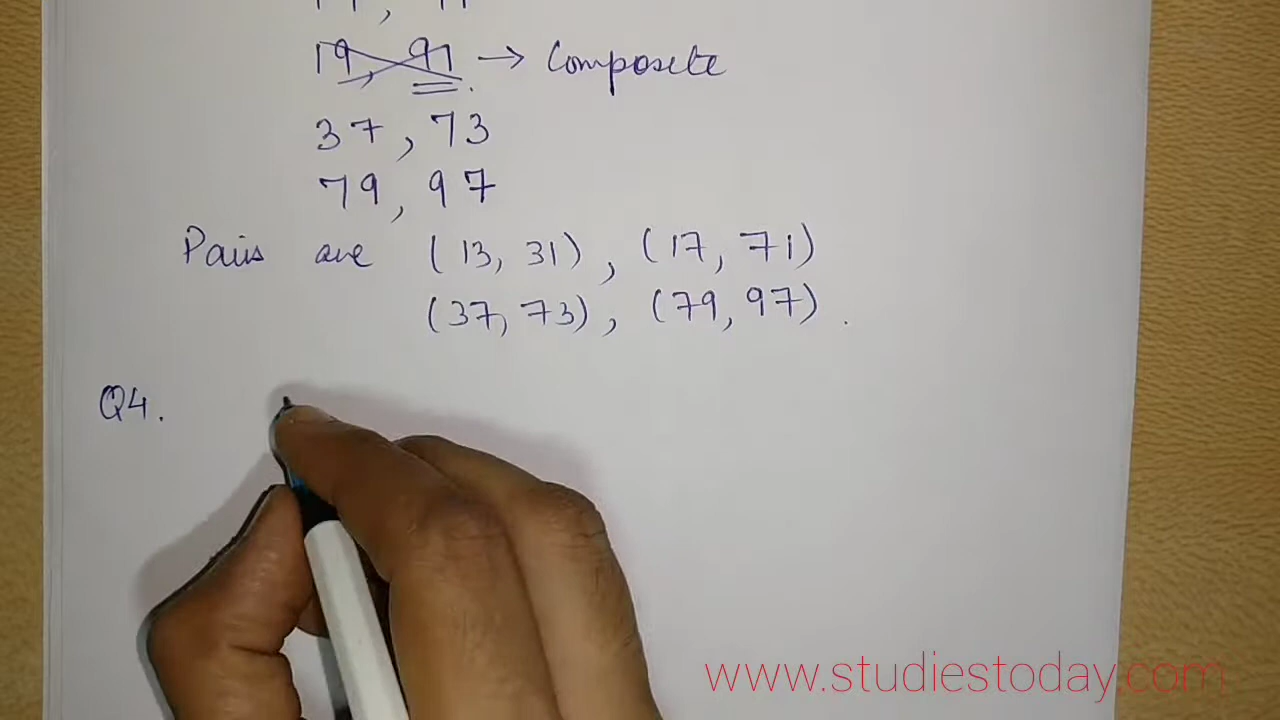 19, 91 → Composite
37, 73
79, 97
Pairs are (13, 31), (17, 71)
(37, 73), (79, 97).
Q4.
www.studiestoday.com